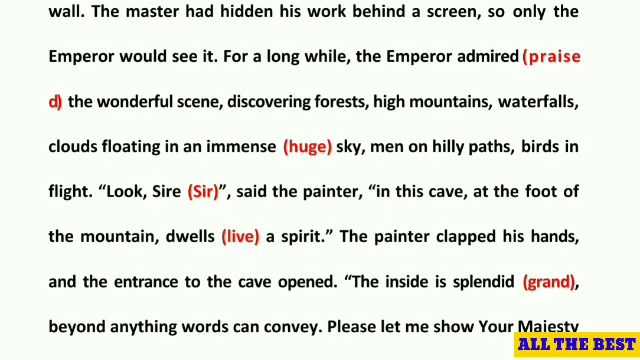 wall. The master had hidden his work behind a screen, so only the
Emperor would see it. For a long while, the Emperor admired (praise
d) the wonderful scene, discovering forests, high mountains, waterfalls,
clouds floating in an immense (huge) sky, men on hilly paths, birds in
flight. “Look, Sire (Sir)”, said the painter, “in this cave, at the foot of
the mountain, dwells (live) a spirit.” The painter clapped his hands,
and the entrance to the cave opened. “The inside is splendid (grand),
beyond anything words can convey. Please let me show Your Majesty
ALL THE BEST